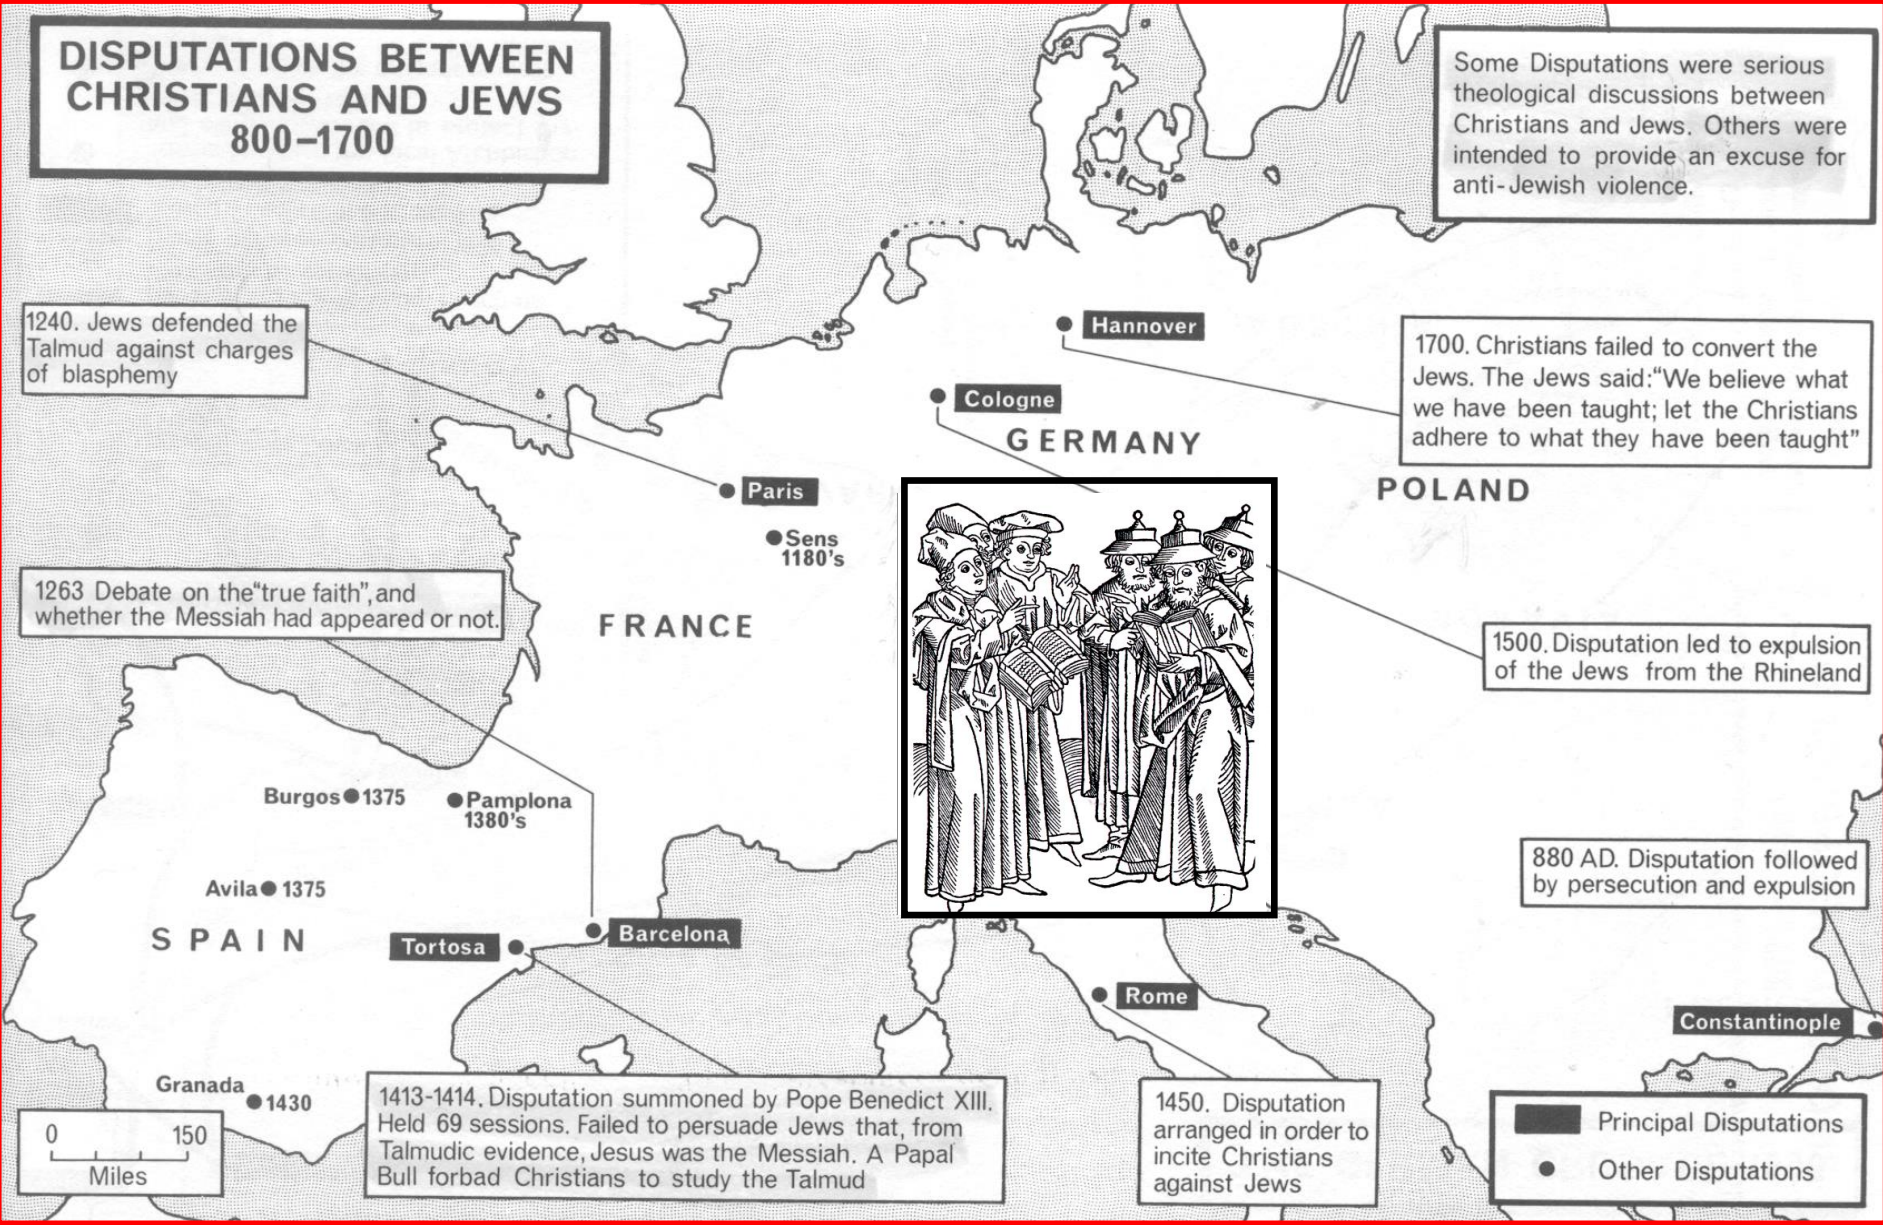 DISPUTATIONS BETWEEN
CHRISTIANS AND JEWS
800–1700
Some Disputations were serious
theological discussions between
Christians and Jews. Others were
intended to provide an excuse for
anti-Jewish violence.
1240. Jews defended the
Talmud against charges
of blasphemy
Hannover
1700. Christians failed to convert the
Jews. The Jews said:“We believe what
we have been taught; let the Christians
adhere to what they have been taught”
Cologne
GERMANY
POLAND
Paris
Sens
1180's
1263 Debate on the“true faith”, and
whether the Messiah had appeared or not.
FRANCE
1500. Disputation led to expulsion
of the Jews from the Rhineland
Burgos 1375
Pamplona
1380's
880 AD. Disputation followed
by persecution and expulsion
Avila 1375
SPAIN
Tortosa
Barcelona
Rome
Constantinople
Granada
1430
1413-1414. Disputation summoned by Pope Benedict XIII.
Held 69 sessions. Failed to persuade Jews that, from
Talmudic evidence, Jesus was the Messiah. A Papal
Bull forbad Christians to study the Talmud
1450. Disputation
arranged in order to
incite Christians
against Jews
0 150
Miles
Principal Disputations
Other Disputations